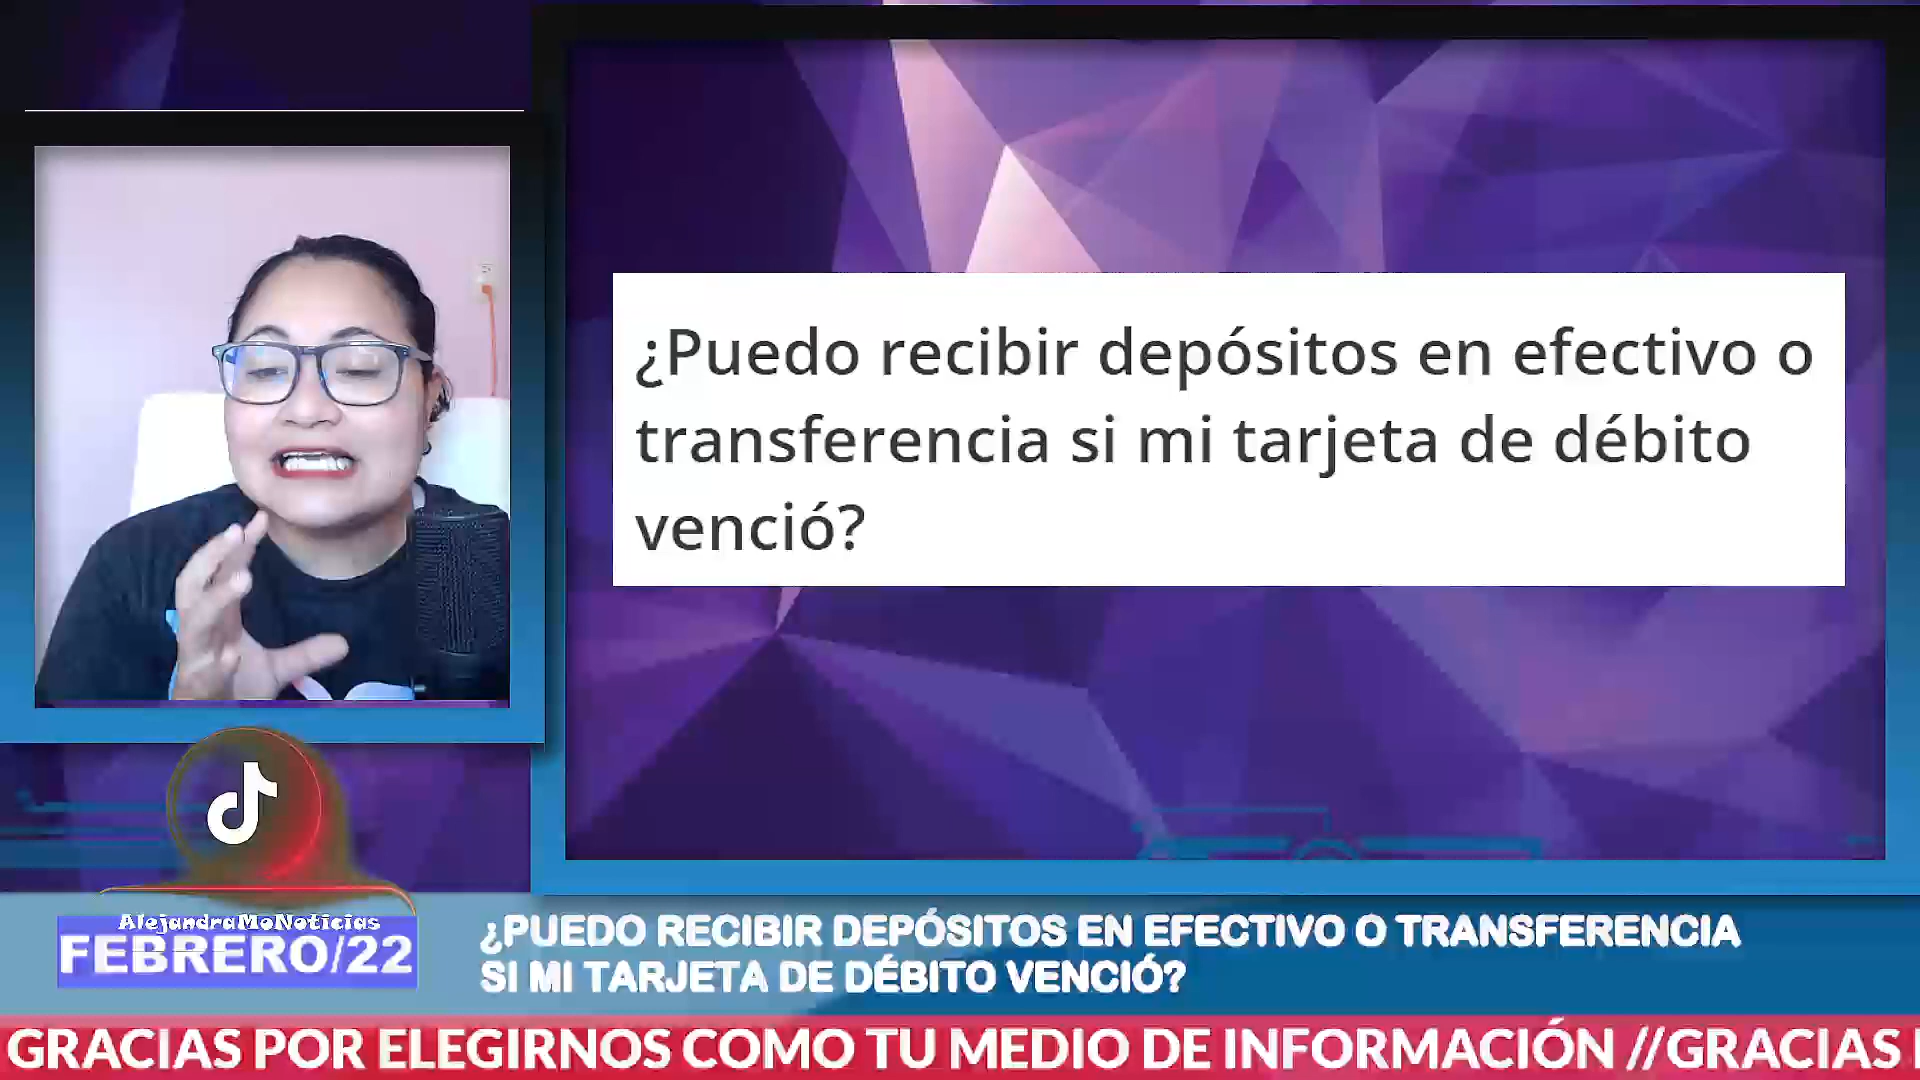 ¿Puedo recibir depósitos en efectivo o
transferencia si mi tarjeta de débito
venció?
AlejandraMoNoticias
FEBRERO/22
¿PUEDO RECIBIR DEPÓSITOS EN EFECTIVO O TRANSFERENCIA
SI MI TARJETA DE DÉBITO VENCIÓ?
GRACIAS POR ELEGIRNOS COMO TU MEDIO DE INFORMACIÓN //GRACIAS